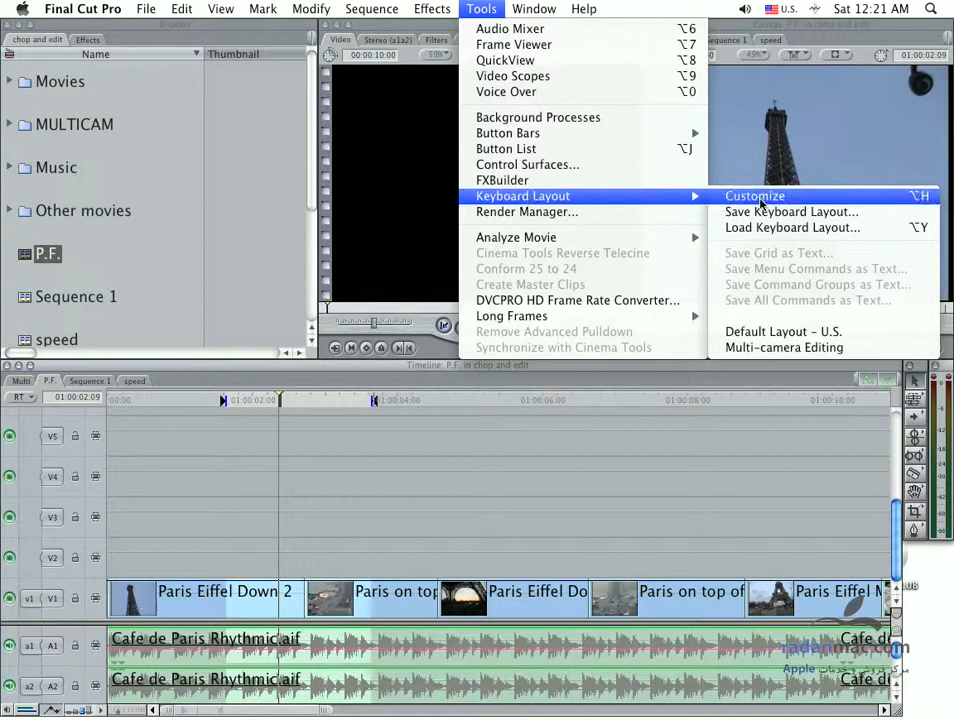 Final Cut Pro File Edit View Mark Modify Sequence Effects Tools Window Help U.S. Sat 12:21 AM
chop and edit Effects
Name Thumbnail
Movies
MULTICAM
Music
Other movies
P.F.
Sequence 1
speed
Video Stereo (a1a2) Filters
00:00:10:00 59%
Audio Mixer ⌥6
Frame Viewer ⌥7
QuickView ⌥8
Video Scopes ⌥9
Voice Over ⌥0
Background Processes
Button Bars
Button List ⌥J
Control Surfaces...
FXBuilder
Keyboard Layout
Render Manager...
Analyze Movie
Cinema Tools Reverse Telecine
Conform 25 to 24
Create Master Clips
DVCPRO HD Frame Rate Converter...
Long Frames
Remove Advanced Pulldown
Synchronize with Cinema Tools
speed
49% 01:00:02:09
Customize ⌥H
Save Keyboard Layout...
Load Keyboard Layout... ⌥Y
Save Grid as Text...
Save Menu Commands as Text...
Save Command Groups as Text...
Save All Commands as Text...
Default Layout – U.S.
Multi-camera Editing
Timeline: P.F. in chop and edit
Multi P.F. Sequence 1 speed
RT 01:00:02:09 00:00 01:00:02:00 01:00:04:00 01:00:06:00 01:00:08:00 01:00:10:00
V5
V4
V3
V2
v1 V1 Paris Eiffel Down 2 Paris on top Paris Eiffel Do Paris on top of Paris Eiffel M
a1 A1 Cafe de Paris Rhythmic.aif Cafe d
radanmac.com
مرکز فروش و خدمات Apple
a2 A2 Cafe de Paris Rhythmic.aif Cafe d